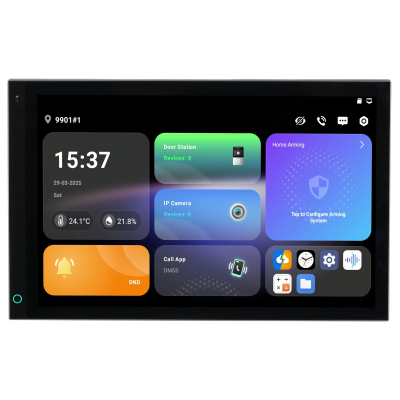 9901#1
15:37
29-03-2025
Sat
24.1°C
21.8%
Door Station
Devices: 3
IP Camera
Devices: 6
Home Arming
Tap to Configure Arming
System
DND
Call App
DMSS